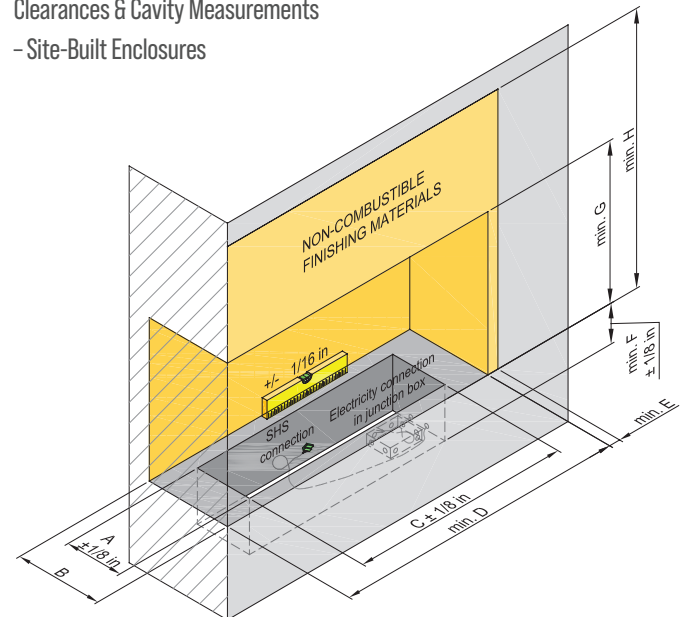 Clearances & Cavity Measurements
– Site-Built Enclosures
min. H
NON-COMBUSTIBLE
FINISHING MATERIALS
min. G
min. F
± 1/8 in
+/- 1/16 in
Electricity connection
in junction box
SHS
connection
min. E
C ± 1/8 in
min. D
A
±1/8 in
B